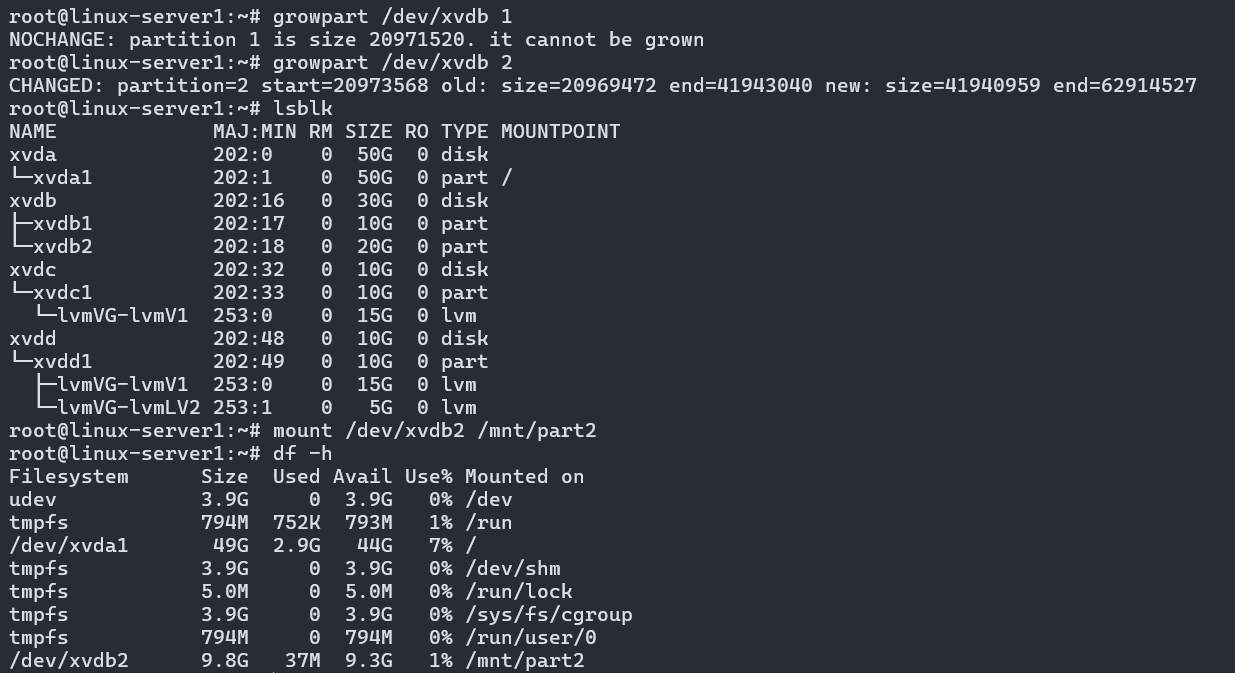 root@linux-server1:~# growpart /dev/xvdb 1
NOCHANGE: partition 1 is size 20971520. it cannot be grown
root@linux-server1:~# growpart /dev/xvdb 2
CHANGED: partition=2 start=20973568 old: size=20969472 end=41943040 new: size=41940959 end=62914527
root@linux-server1:~# lsblk
NAME             MAJ:MIN RM SIZE RO TYPE MOUNTPOINT
xvda             202:0    0  50G  0 disk
└─xvda1          202:1    0  50G  0 part /
xvdb             202:16   0  30G  0 disk
├─xvdb1          202:17   0  10G  0 part
└─xvdb2          202:18   0  20G  0 part
xvdc             202:32   0  10G  0 disk
└─xvdc1          202:33   0  10G  0 part
  └─lvmVG-lvmV1  253:0    0  15G  0 lvm
xvdd             202:48   0  10G  0 disk
└─xvdd1          202:49   0  10G  0 part
  ├─lvmVG-lvmV1  253:0    0  15G  0 lvm
  └─lvmVG-lvmLV2 253:1    0   5G  0 lvm
root@linux-server1:~# mount /dev/xvdb2 /mnt/part2
root@linux-server1:~# df -h
Filesystem      Size  Used Avail Use% Mounted on
udev            3.9G     0  3.9G   0% /dev
tmpfs           794M  752K  793M   1% /run
/dev/xvda1       49G  2.9G   44G   7% /
tmpfs           3.9G     0  3.9G   0% /dev/shm
tmpfs           5.0M     0  5.0M   0% /run/lock
tmpfs           3.9G     0  3.9G   0% /sys/fs/cgroup
tmpfs           794M     0  794M   0% /run/user/0
/dev/xvdb2      9.8G   37M  9.3G   1% /mnt/part2